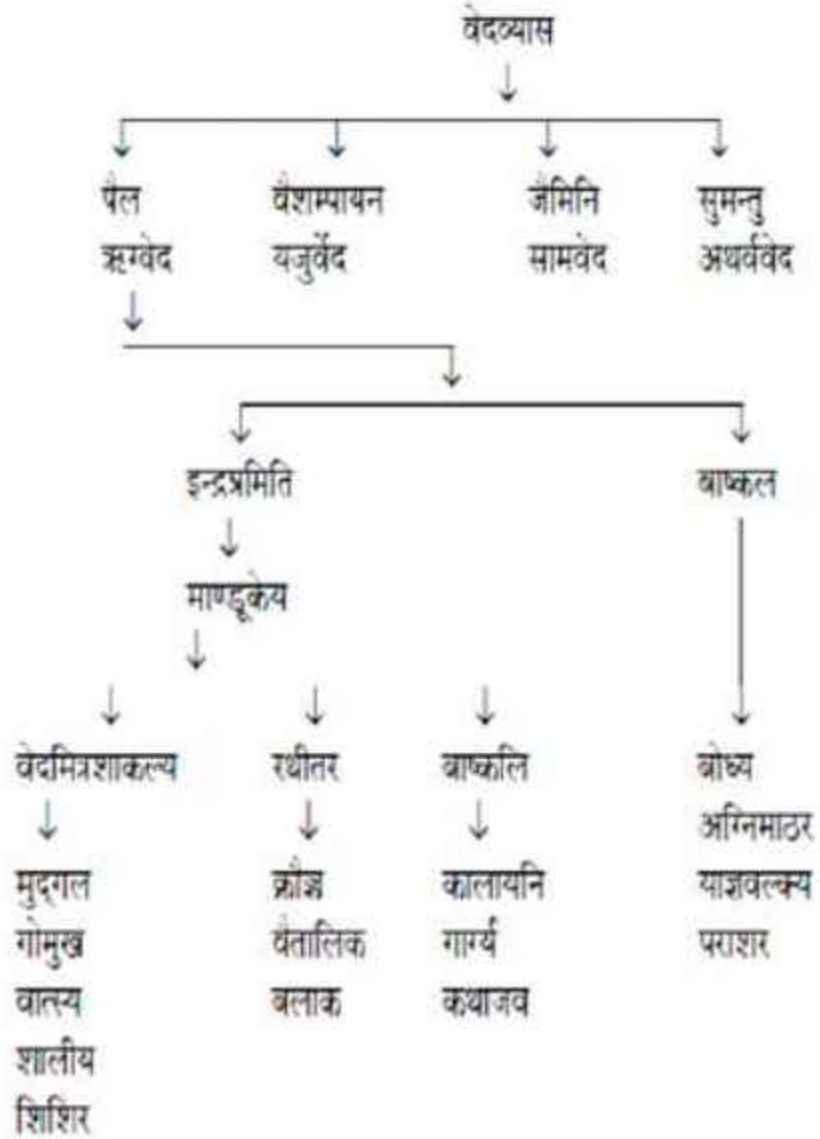 वेदव्यास
पैल वैशम्पायन जैमिनि सुमन्तु
ऋग्वेद यजुर्वेद सामवेद अथर्ववेद
इन्द्रप्रमिति बाष्कल
माण्डूकेय
वेदमित्रशाकल्य रथीतर बाष्कलि बोध्य
अग्निमाठर
मुद्‌गल क्रौञ्च कालायनि याज्ञवल्क्य
गोमुख वैतालिक गार्ग्य पराशर
वात्स्य बलाक कथाजव
शालीय
शिशिर